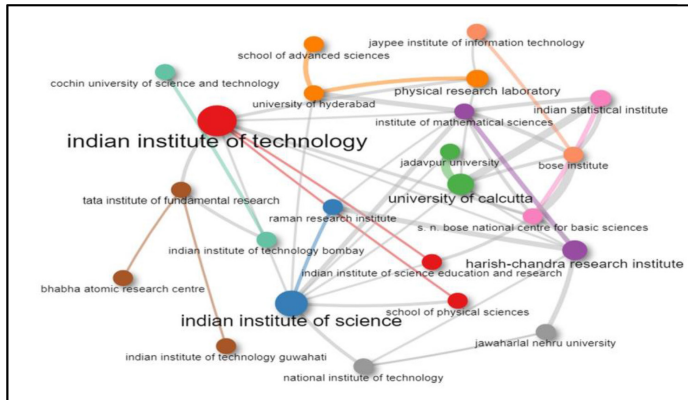 jaypee institute of information technology
school of advanced sciences
cochin university of science and technology
physical research laboratory
university of hyderabad
indian statistical institute
institute of mathematical sciences
indian institute of technology
jadavpur university
bose institute
tata institute of fundamental research
university of calcutta
raman research institute
s. n. bose national centre for basic sciences
indian institute of technology bombay
harish-chandra research institute
indian institute of science education and research
bhabha atomic research centre
school of physical sciences
indian institute of science
jawaharlal nehru university
indian institute of technology guwahati
national institute of technology